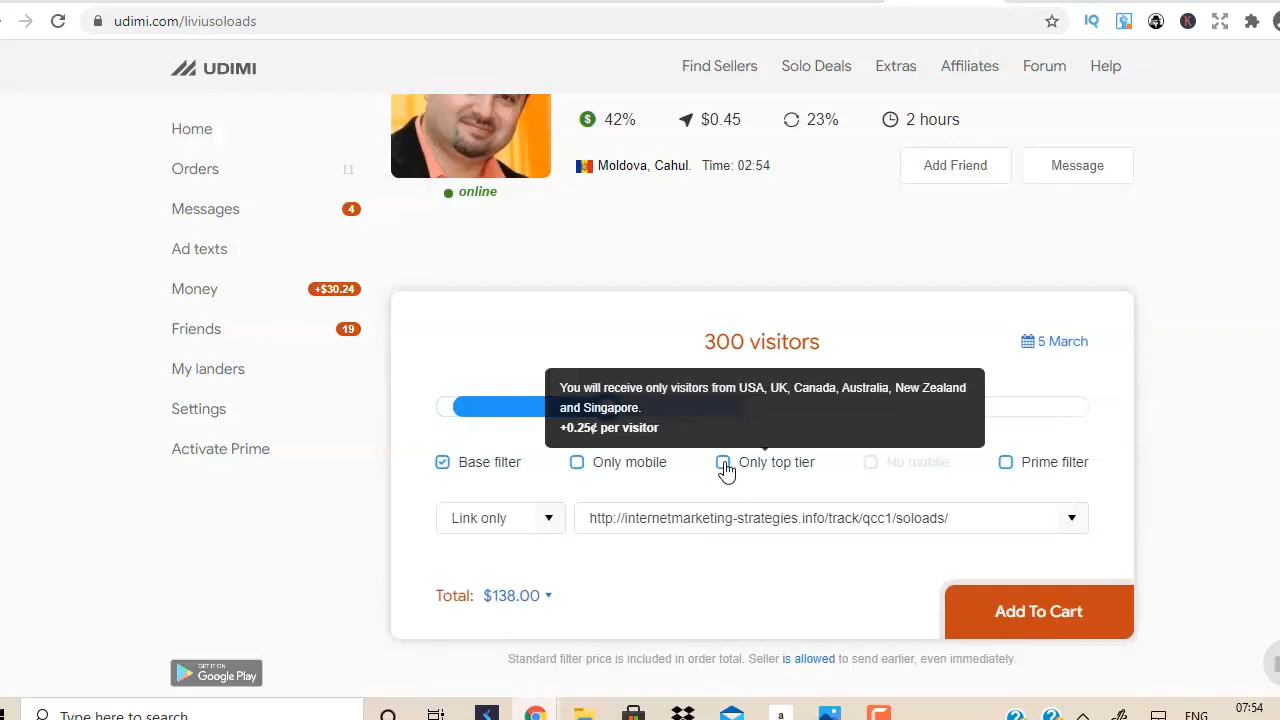 udimi.com/liviusoloads
UDIMI
Find Sellers Solo Deals Extras Affiliates Forum Help
Home
Orders 11
Messages 4
Ad texts
Money +$30.24
Friends 19
My landers
Settings
Activate Prime
GET IT ON
Google Play
42% $0.45 23% 2 hours
Moldova, Cahul. Time: 02:54
Add Friend Message
online
300 visitors
5 March
You will receive only visitors from USA, UK, Canada, Australia, New Zealand
and Singapore.
+0.25¢ per visitor
Base filter Only mobile Only top tier No mobile Prime filter
Link only http://internetmarketing-strategies.info/track/qcc1/soloads/
Total: $138.00
Add To Cart
Standard filter price is included in order total. Seller is allowed to send earlier, even immediately.
Type here to search
ENG
07:54